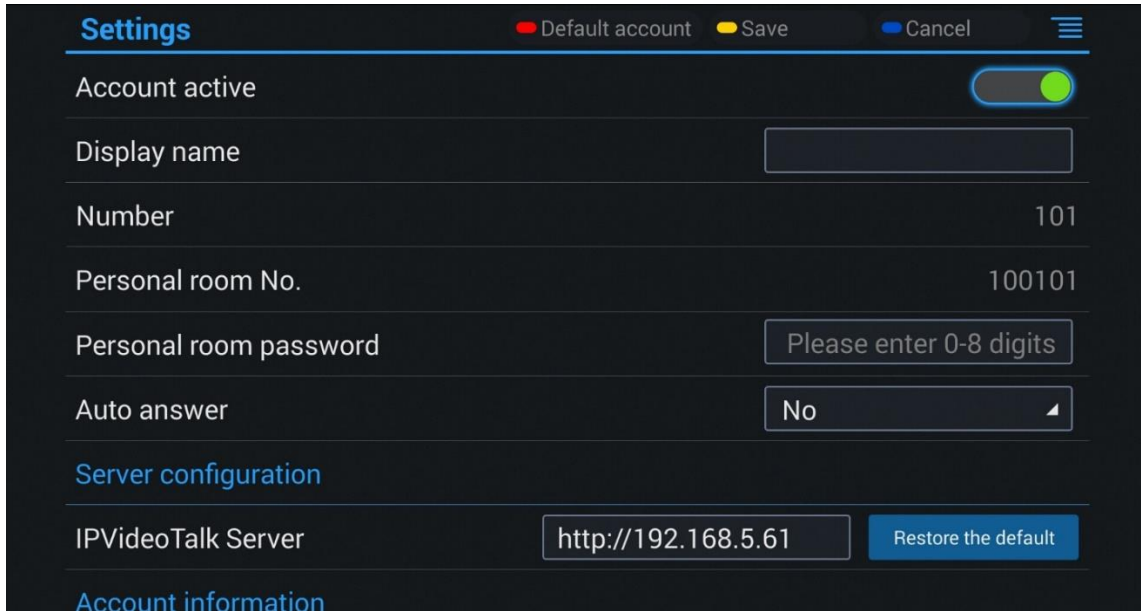 Settings Default account Save Cancel
Account active
Display name
Number 101
Personal room No. 100101
Personal room password Please enter 0-8 digits
Auto answer No
Server configuration
IPVideoTalk Server http://192.168.5.61 Restore the default
Account information